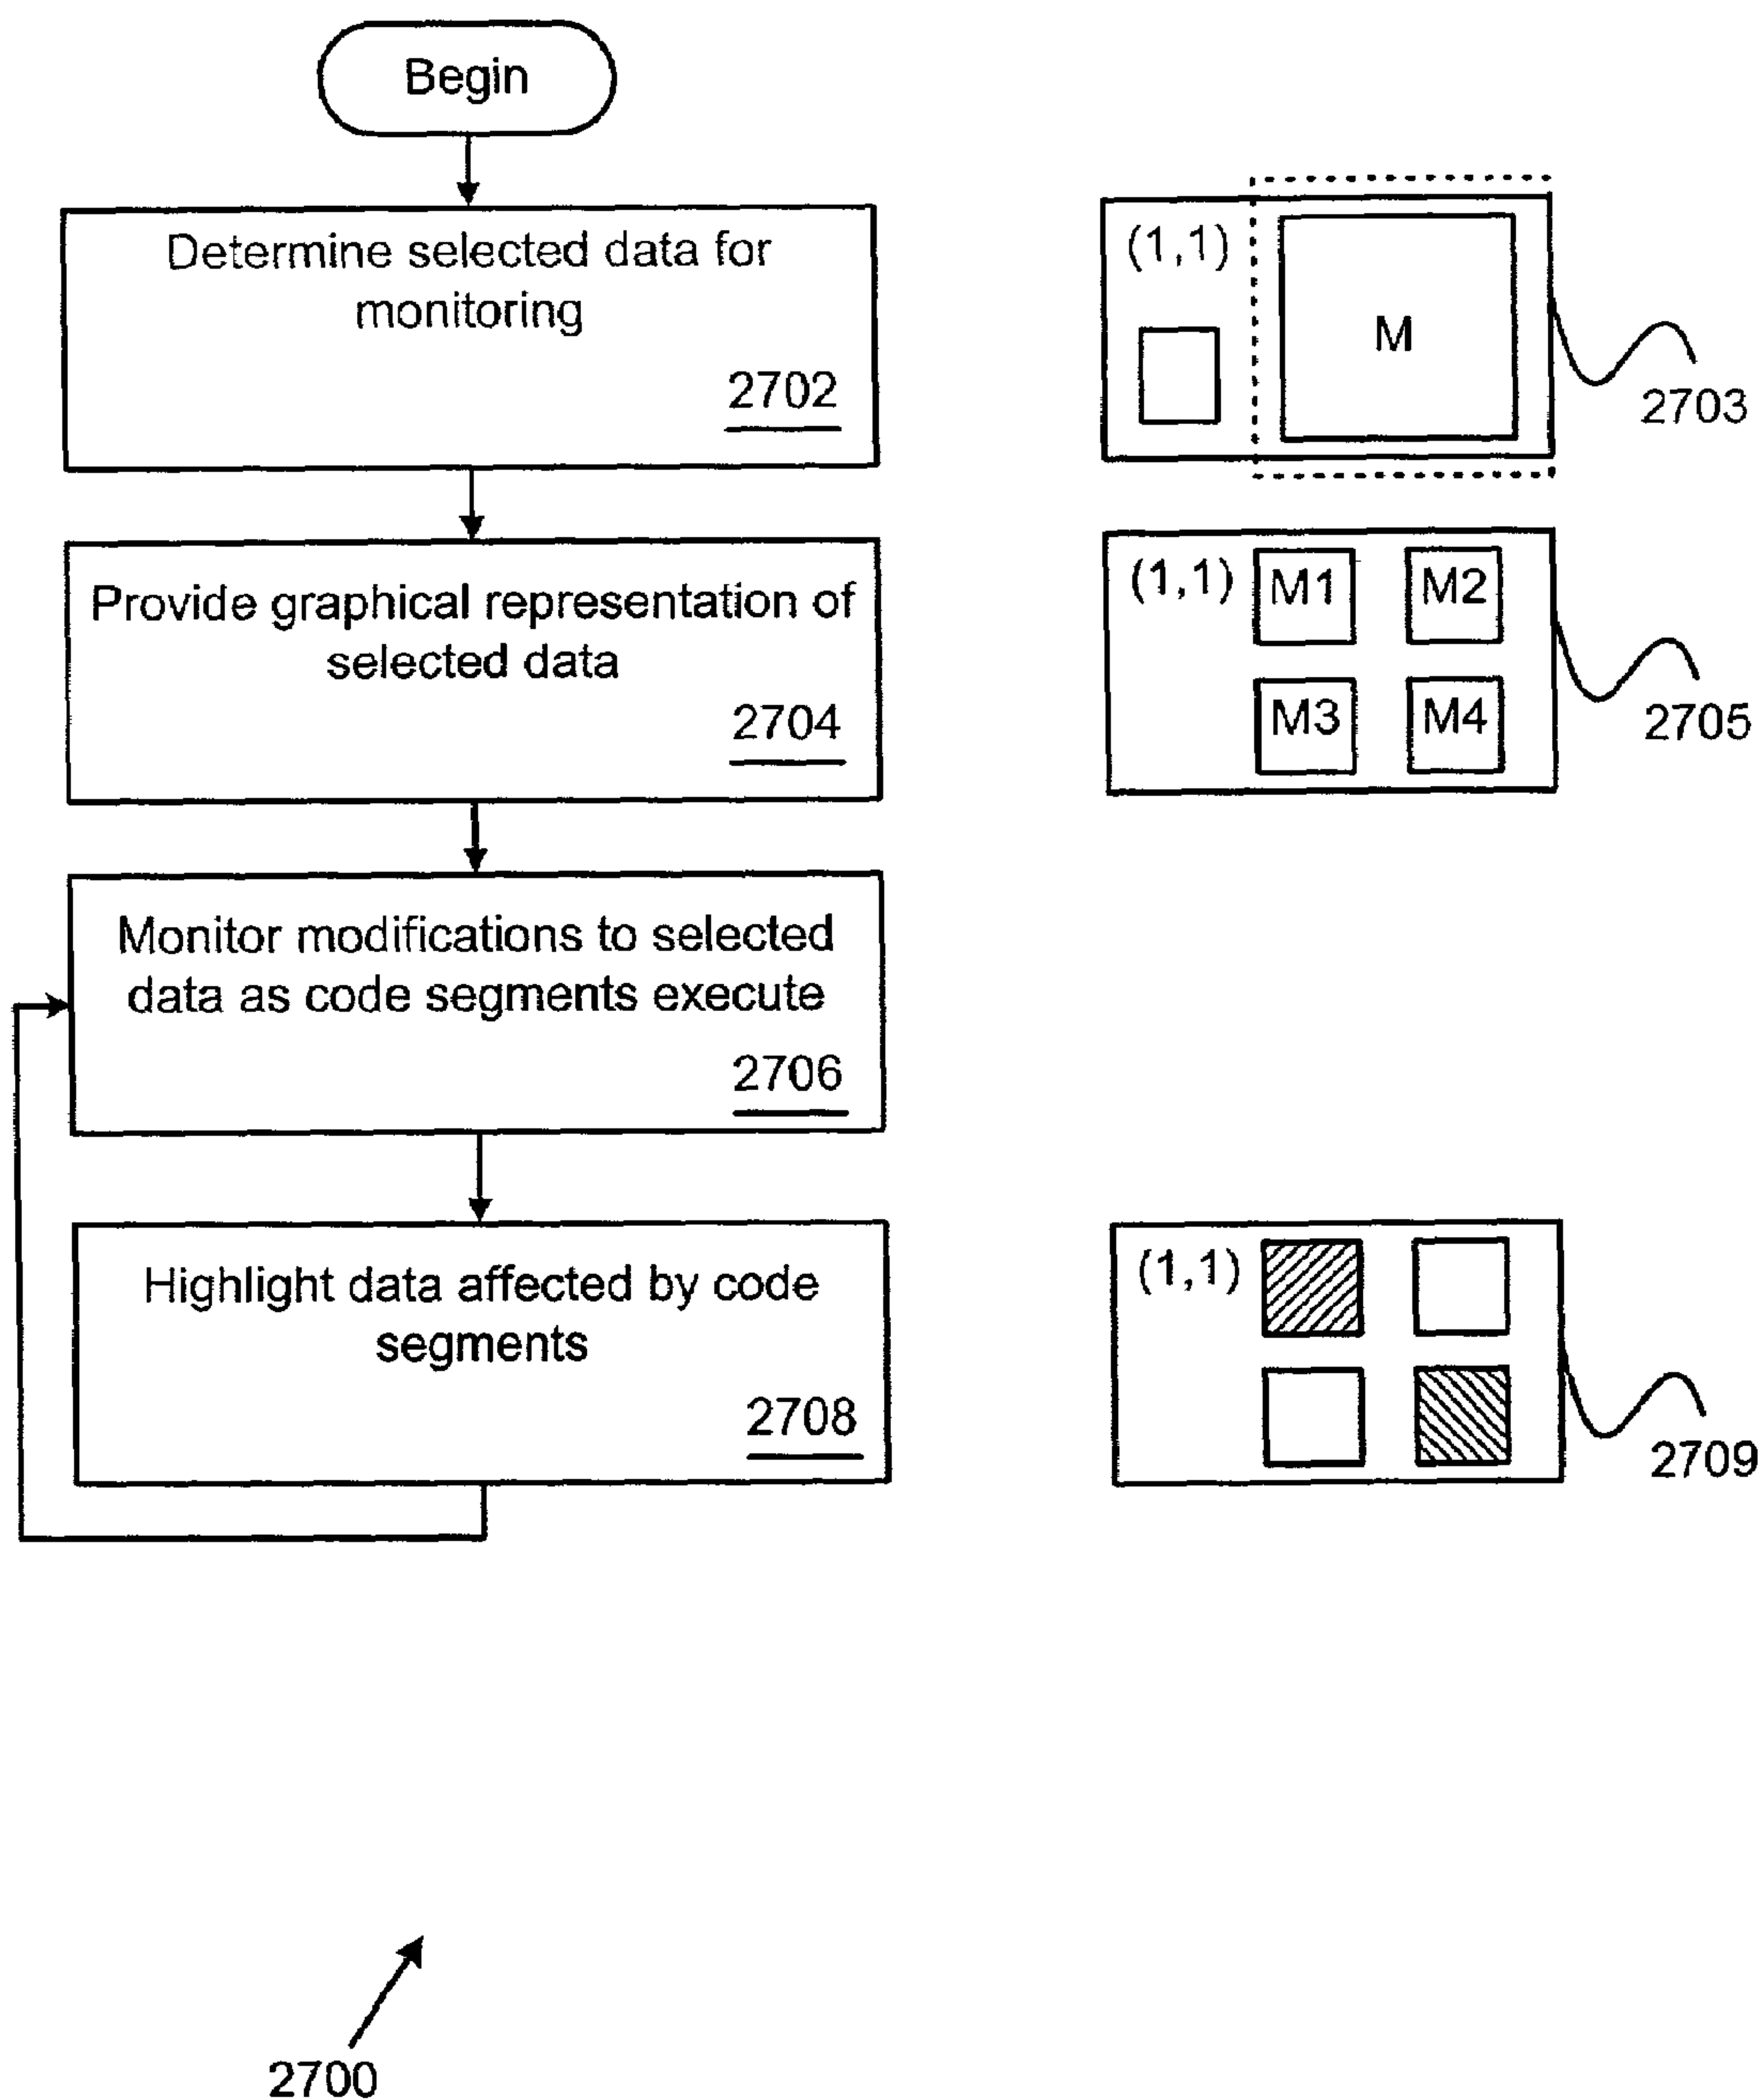 Begin
Determine selected data for
monitoring
2702
(1,1)
M
2703
Provide graphical representation of
selected data
2704
(1,1)
M1
M2
M3
M4
2705
Monitor modifications to selected
data as code segments execute
2706
Highlight data affected by code
segments
2708
(1,1)
2709
2700